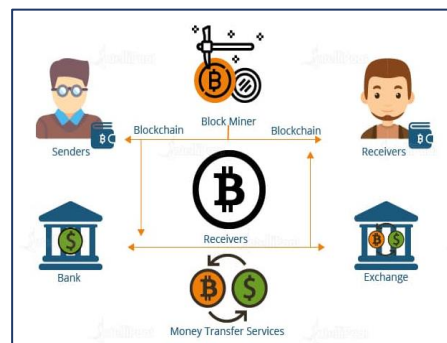 Block Miner
Blockchain
Blockchain
Senders
Receivers
Receivers
Bank
Exchange
Money Transfer Services